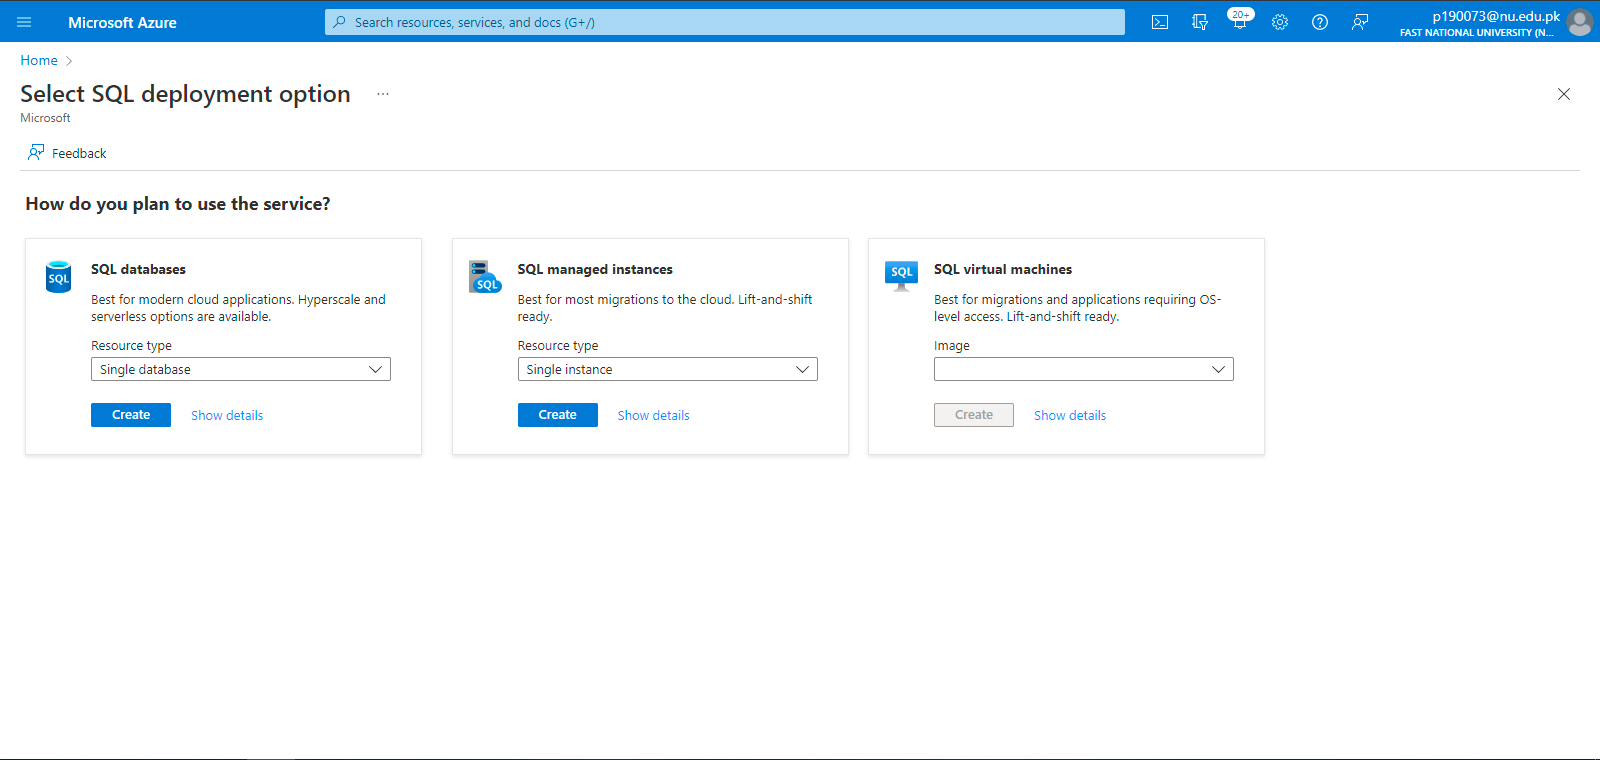 Microsoft Azure
Search resources, services, and docs (G+/)
20+
p190073@nu.edu.pk
FAST NATIONAL UNIVERSITY (N...
Home
Select SQL deployment option
...
Microsoft
Feedback
How do you plan to use the service?
SQL
SQL databases
Best for modern cloud applications. Hyperscale and
serverless options are available.
Resource type
Single database
Create
Show details
SQL
SQL managed instances
Best for most migrations to the cloud. Lift-and-shift
ready.
Resource type
Single instance
Create
Show details
SQL
SQL virtual machines
Best for migrations and applications requiring OS-
level access. Lift-and-shift ready.
Image
Create
Show details